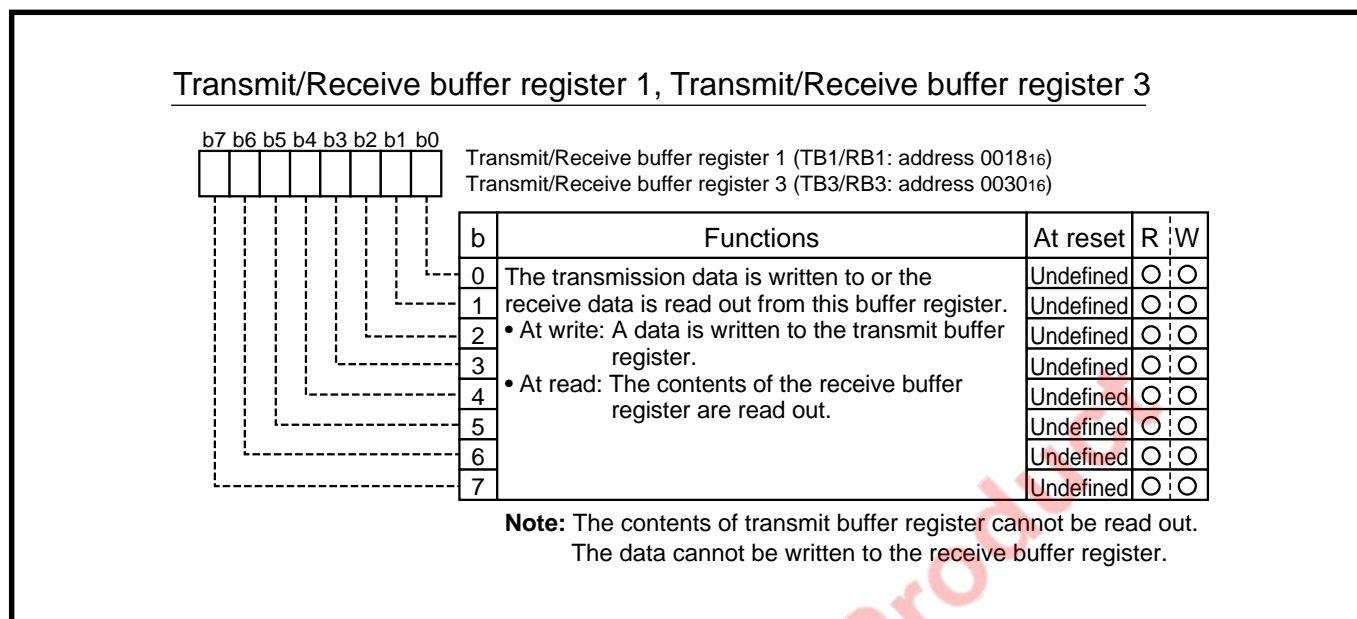 Transmit/Receive buffer register 1, Transmit/Receive buffer register 3
b7 b6 b5 b4 b3 b2 b1 b0
Transmit/Receive buffer register 1 (TB1/RB1: address 0018₁₆)
Transmit/Receive buffer register 3 (TB3/RB3: address 0030₁₆)
b Functions At reset R W
0 The transmission data is written to or the Undefined O O
1 receive data is read out from this buffer register. Undefined O O
2 • At write: A data is written to the transmit buffer Undefined O O
3 register. Undefined O O
4 • At read: The contents of the receive buffer Undefined O O
5 register are read out. Undefined O O
6 Undefined O O
7 Undefined O O
Note: The contents of transmit buffer register cannot be read out.
The data cannot be written to the receive buffer register.
Product